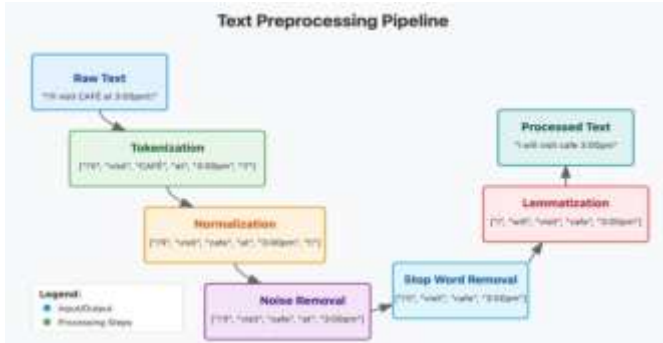 Text Preprocessing Pipeline
Raw Text
"I'll visit CAFÉ at 3:00pm!"
Tokenization
["I'll", "visit", "CAFÉ", "at", "3:00pm", "!"]
Normalization
["I'll", "visit", "cafe", "at", "3:00pm", "!"]
Noise Removal
["I'll", "visit", "cafe", "at", "3:00pm"]
Stop Word Removal
["I'll", "visit", "cafe", "3:00pm"]
Lemmatization
["I", "will", "visit", "cafe", "3:00pm"]
Processed Text
"I will visit cafe 3:00pm"
Legend:
Input/Output
Processing Steps